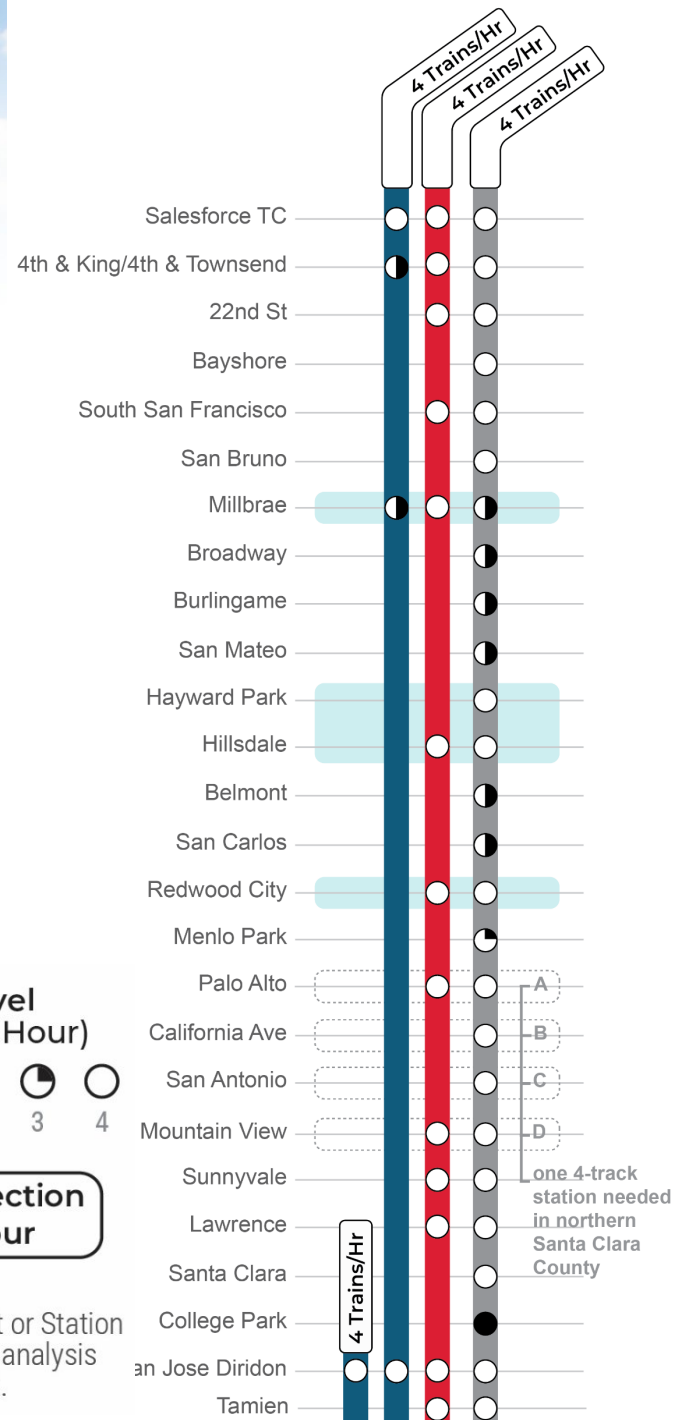 4 Trains/Hr
4 Trains/Hr
4 Trains/Hr
Salesforce TC
4th & King/4th & Townsend
22nd St
Bayshore
South San Francisco
San Bruno
Millbrae
Broadway
Burlingame
San Mateo
Hayward Park
Hillsdale
Belmont
San Carlos
Redwood City
Menlo Park
Palo Alto
A
California Ave
B
San Antonio
C
Mountain View
D
Sunnyvale
Lawrence
Santa Clara
College Park
an Jose Diridon
Tamien
one 4-track
station needed
in northern
Santa Clara
County
4 Trains/Hr
vel
Hour)
3 4
ection
ur
t or Station
analysis
.